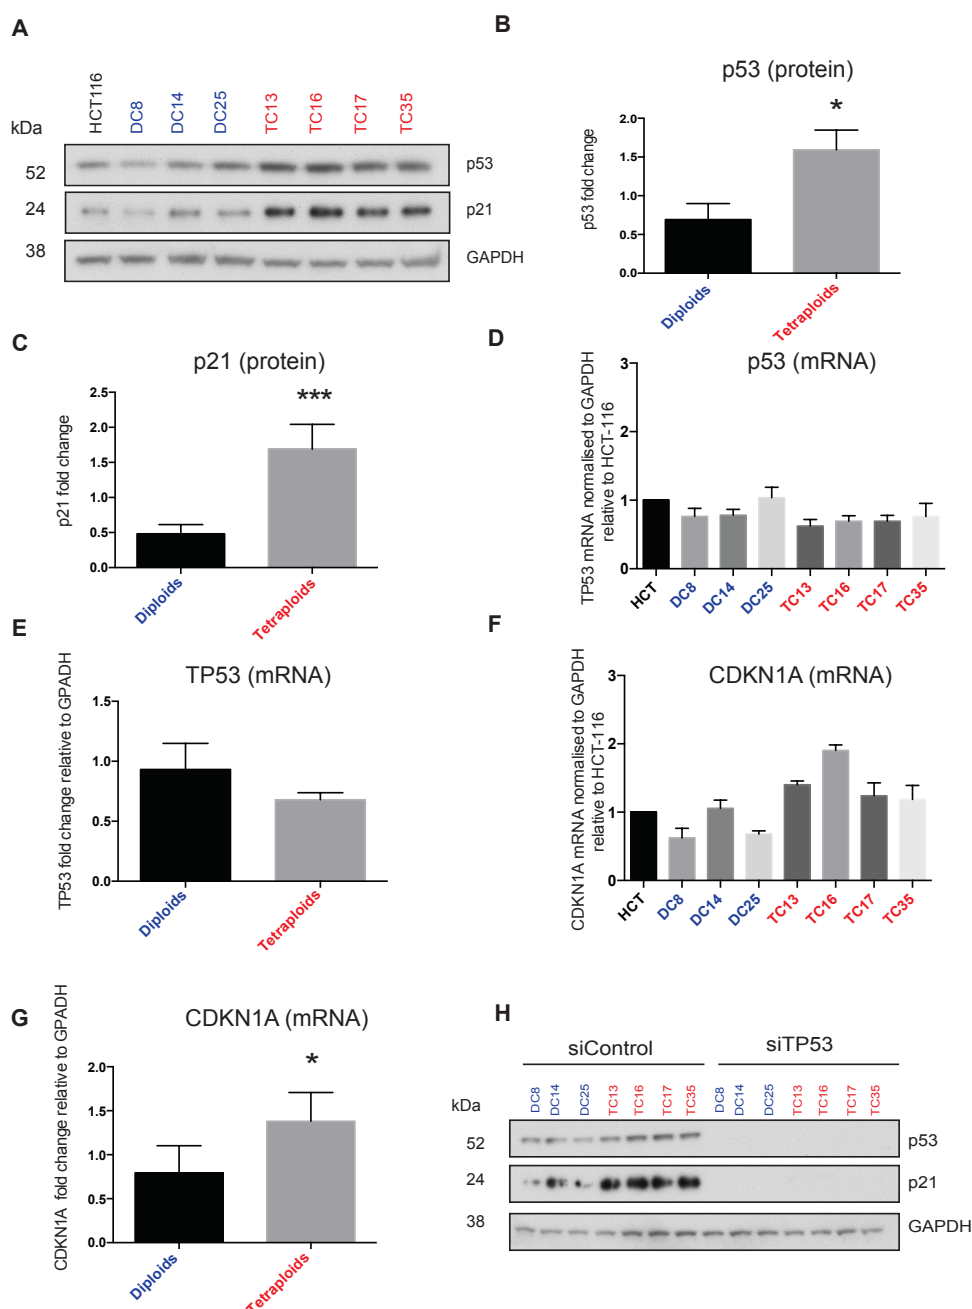 A
HCT116
DC8
DC14
DC25
TC13
TC16
TC17
TC35
kDa
52
p53
24
p21
38
GAPDH
B
p53 (protein)
*
p53 fold change
2.0
1.5
1.0
0.5
0.0
Diploids
Tetraploids
C
p21 (protein)
***
p21 fold change
2.5
2.0
1.5
1.0
0.5
0.0
Diploids
Tetraploids
D
p53 (mRNA)
TP53 mRNA normalised to GAPDH
relative to HCT-116
3
2
1
0
HCT
DC8
DC14
DC25
TC13
TC16
TC17
TC35
E
TP53 (mRNA)
TP53 fold change relative to GPADH
1.5
1.0
0.5
0.0
Diploids
Tetraploids
F
CDKN1A (mRNA)
CDKN1A mRNA normalised to GAPDH
relative to HCT-116
3
2
1
0
HCT
DC8
DC14
DC25
TC13
TC16
TC17
TC35
G
CDKN1A (mRNA)
*
CDKN1A fold change relative to GPADH
2.0
1.5
1.0
0.5
0.0
Diploids
Tetraploids
H
siControl siTP53
DC8
DC14
DC25
TC13
TC16
TC17
TC35
DC8
DC14
DC25
TC13
TC16
TC17
TC35
kDa
52
p53
24
p21
38
GAPDH